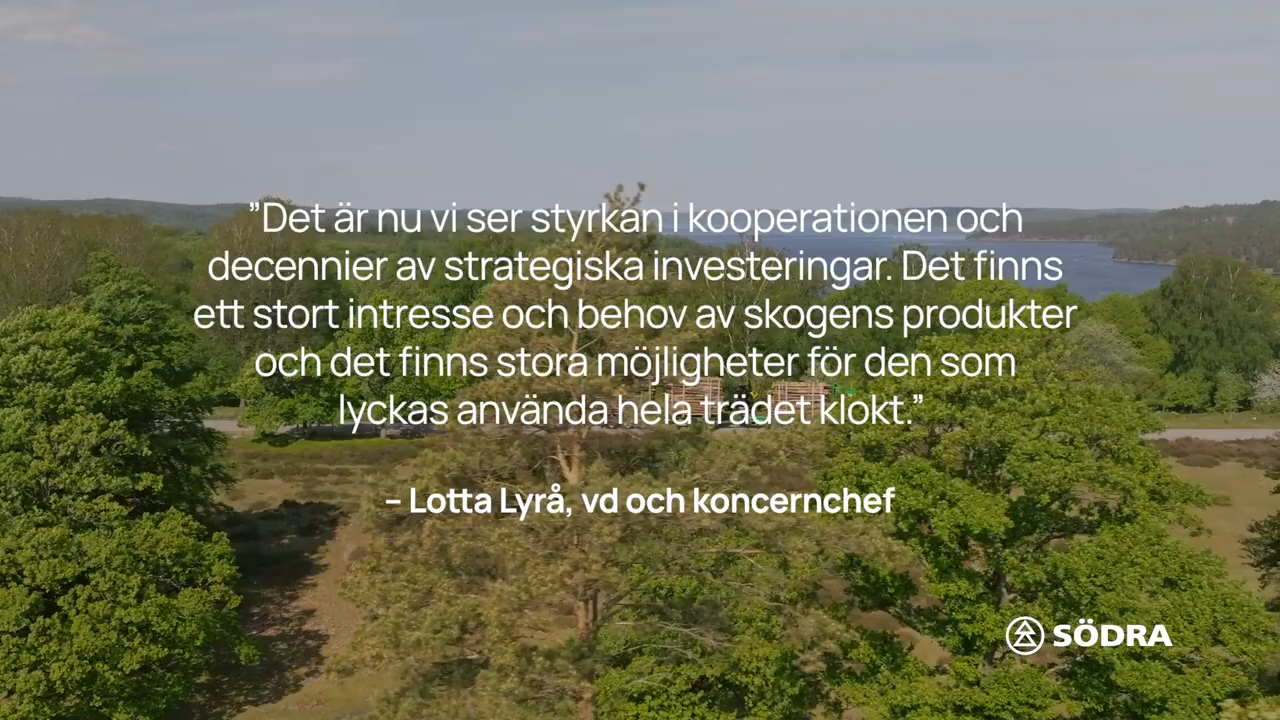 ”Det är nu vi ser styrkan i kooperationen och
decennier av strategiska investeringar. Det finns
ett stort intresse och behov av skogens produkter
och det finns stora möjligheter för den som
lyckas använda hela trädet klokt.”
– Lotta Lyrå, vd och koncernchef
SÖDRA